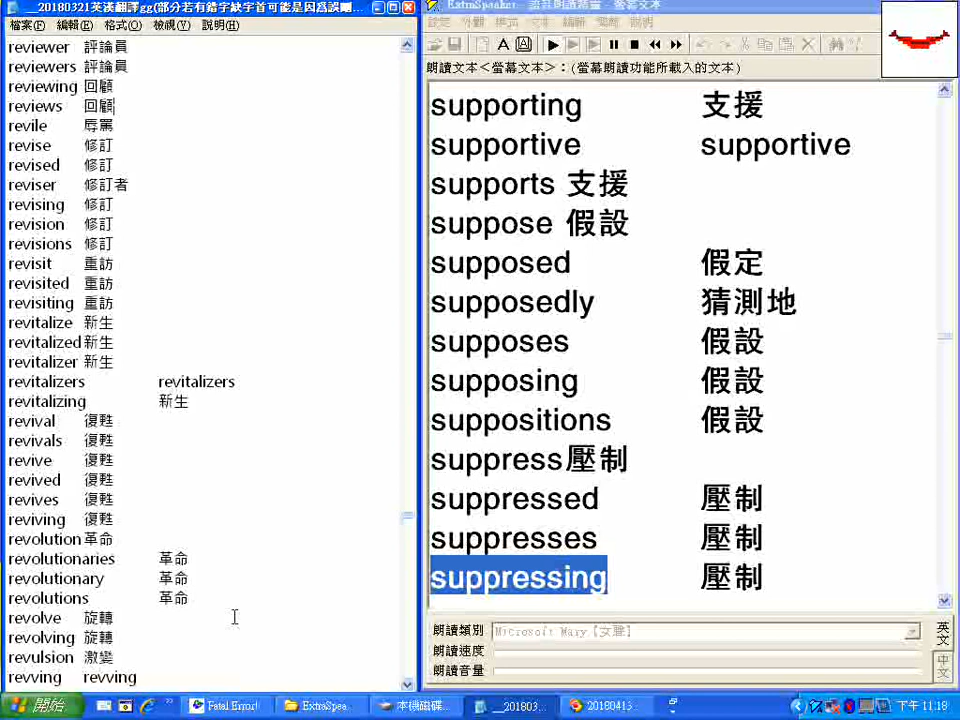 __20180321英漢翻譯gg(部分若有錯字缺字首可能是因爲誤刪...
檔案(F) 編輯(E) 格式(O) 檢視(V) 說明(H)
reviewer 評論員
reviewers 評論員
reviewing 回顧
reviews 回顧
revile 辱罵
revise 修訂
revised 修訂
reviser 修訂者
revising 修訂
revision 修訂
revisions 修訂
revisit 重訪
revisited 重訪
revisiting 重訪
revitalize 新生
revitalized 新生
revitalizer 新生
revitalizers revitalizers
revitalizing 新生
revival 復甦
revivals 復甦
revive 復甦
revived 復甦
revives 復甦
reviving 復甦
revolution 革命
revolutionaries 革命
revolutionary 革命
revolutions 革命
revolve 旋轉
revolving 旋轉
revulsion 激變
revving revving
朗讀文本<螢幕文本>：(螢幕朗讀功能所載入的文本)
supporting 支援
supportive supportive
supports 支援
suppose 假設
supposed 假定
supposedly 猜測地
supposes 假設
supposing 假設
suppositions 假設
suppress 壓制
suppressed 壓制
suppresses 壓制
suppressing 壓制
朗讀類別 Microsoft Mary【女聲】
朗讀速度
朗讀音量
英文
中文
開始 Fatal Error! ExtraSpea... 本機磁碟... __201803... 20180413... 下午 11:18